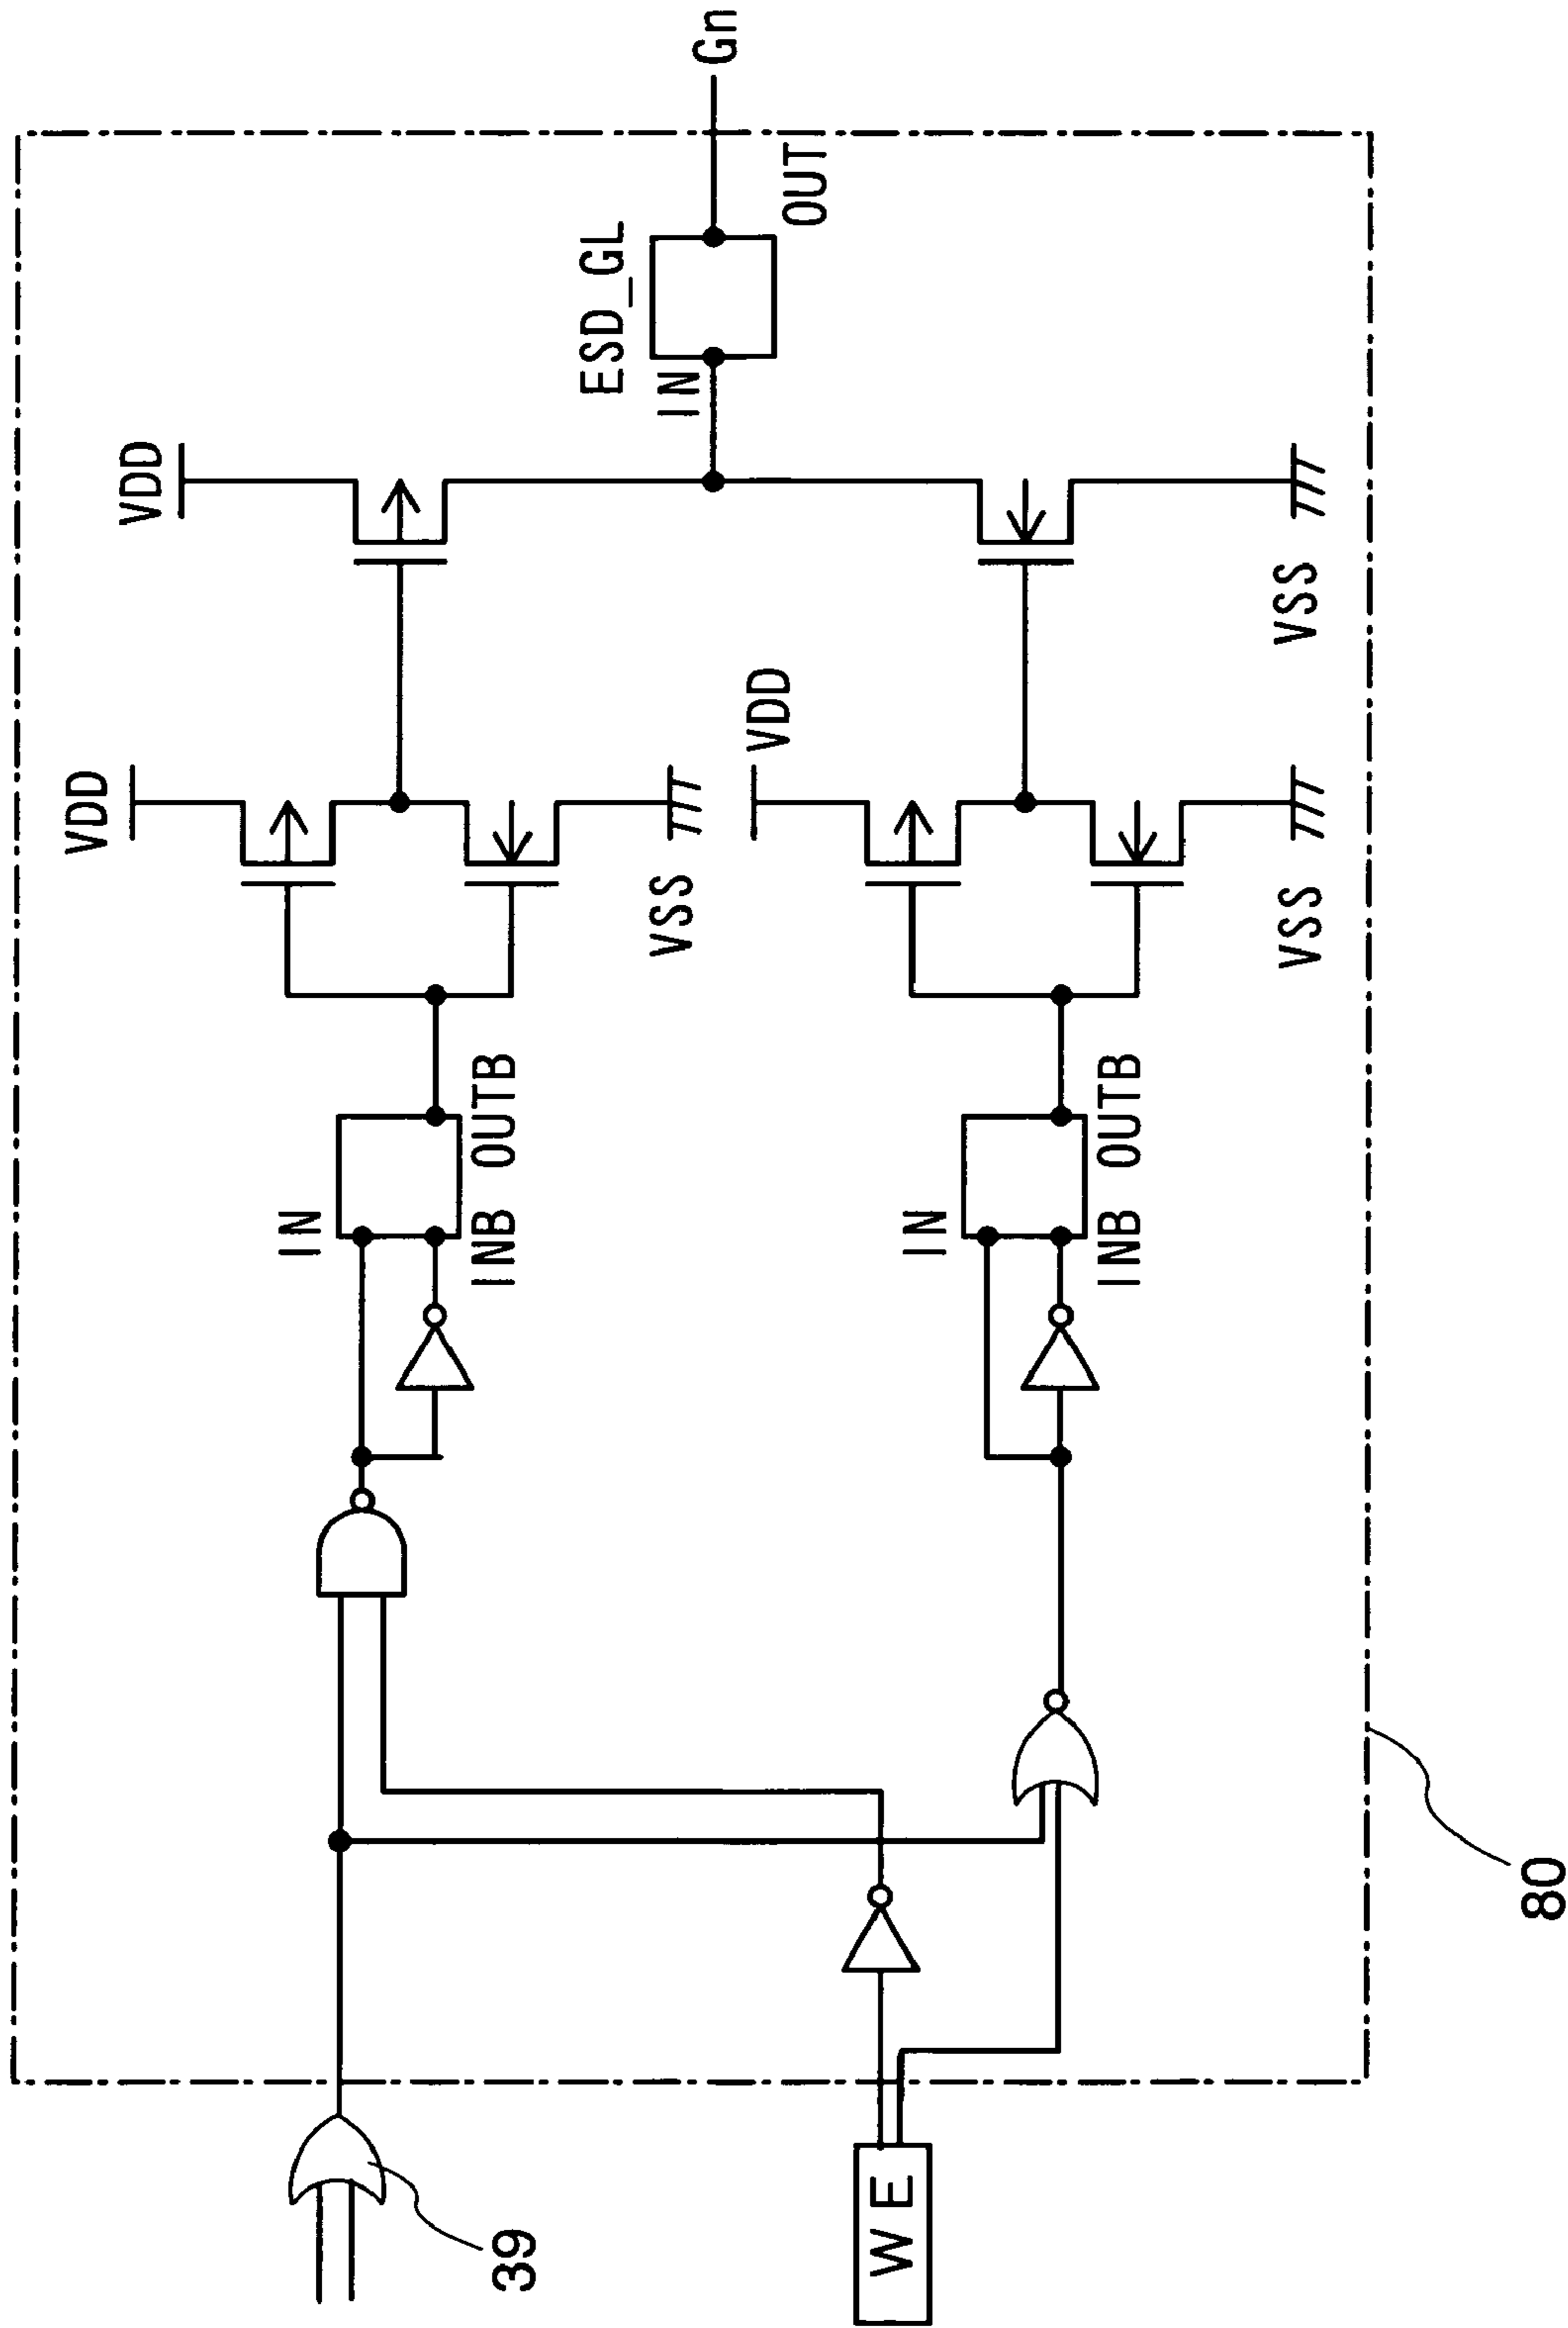 39
WE
80
IN
INB OUTB
IN
INB OUTB
VDD
VSS
VDD
VSS
VDD
VSS
ESD_GL
IN
OUT
Gn